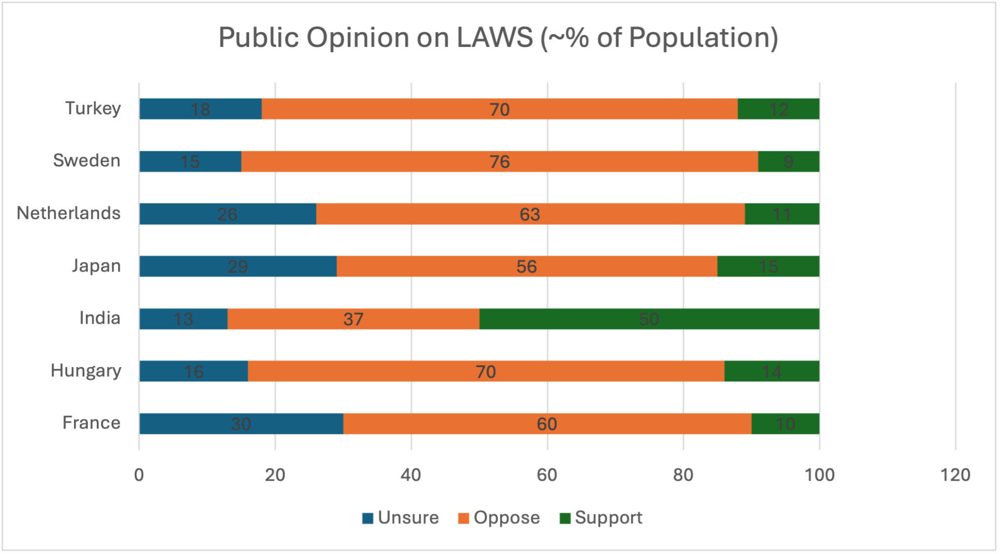 Public Opinion on LAWS (~% of Population)
Turkey 18 70 12
Sweden 15 76 9
Netherlands 26 63 11
Japan 29 56 15
India 13 37 50
Hungary 16 70 14
France 30 60 10
0 20 40 60 80 100 120
Unsure Oppose Support